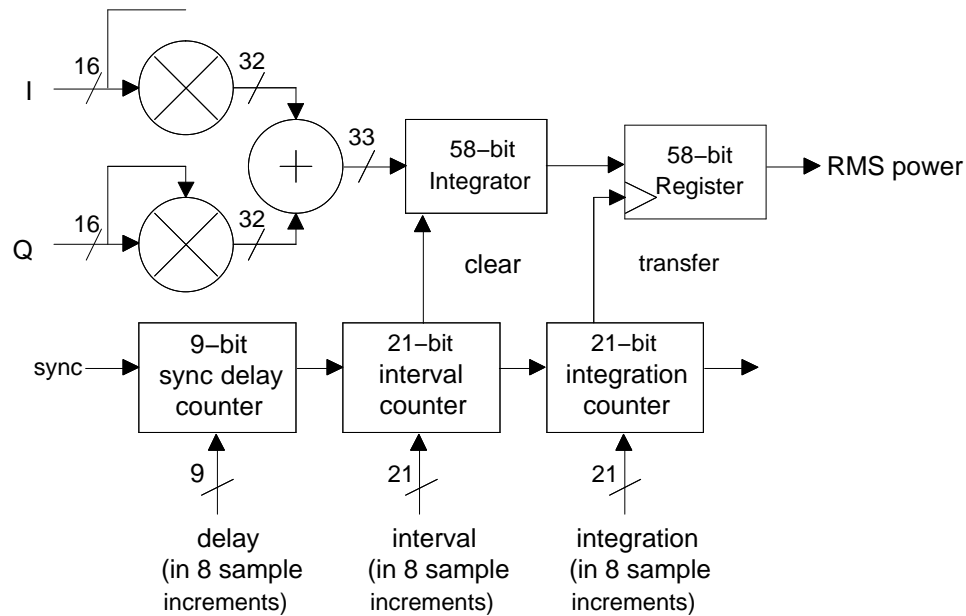 16
32
I
33
58−bit
Integrator
58−bit
Register
RMS power
+
16
32
Q
clear
transfer
sync
9−bit
sync delay
counter
21−bit
interval
counter
21−bit
integration
counter
9
21
21
delay
(in 8 sample
increments)
interval
(in 8 sample
increments)
integration
(in 8 sample
increments)